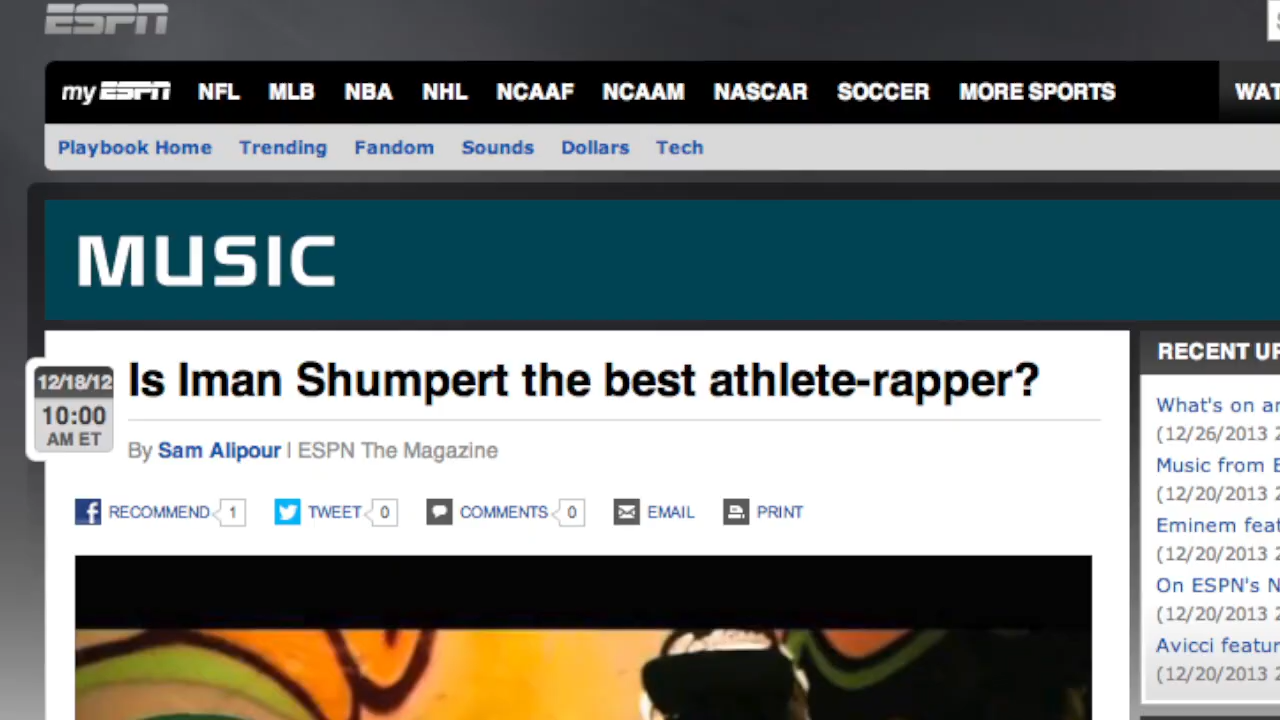 ESPN
my ESPN NFL MLB NBA NHL NCAAF NCAAM NASCAR SOCCER MORE SPORTS
Playbook Home Trending Fandom Sounds Dollars Tech
MUSIC
12/18/12
10:00
AM ET
Is Iman Shumpert the best athlete-rapper?
By Sam Alipour | ESPN The Magazine
RECOMMEND 1 TWEET 0 COMMENTS 0 EMAIL PRINT
RECENT
What's on
(12/26/2013
Music from
(12/20/2013
Eminem
(12/20/2013
On ESPN's
(12/20/2013
Avicci
(12/20/2013